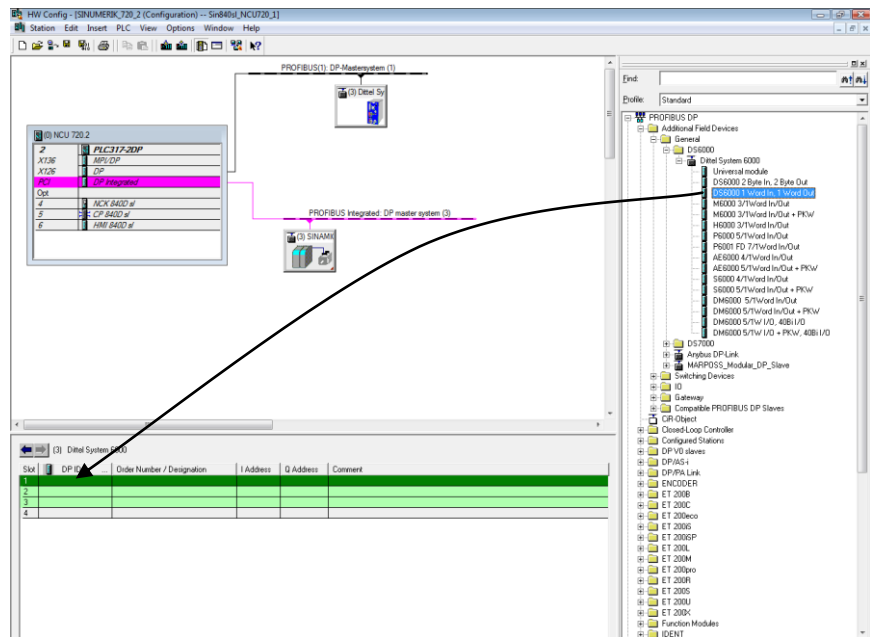 HW Config - [SINUMERIK_720_2 (Configuration) -- Sin840sl_NCU720_1]
Station Edit Insert PLC View Options Window Help
PROFIBUS(1): DP-Mastersystem (1)
(3) Dittel Sy
(0) NCU 720.2
2 PLC317-2DP
X136 MPI/DP
X126 DP
PCI DP Integrated
Opt
4 NCK 840D sl
5 CP 840D sl
6 HMI 840D sl
PROFIBUS Integrated: DP master system (3)
(3) SINAMI
(3) Dittel System 6000
Slot DP ID ... Order Number / Designation I Address Q Address Comment
1
2
3
4
Find:
Profile: Standard
PROFIBUS DP
Additional Field Devices
General
DS6000
Dittel System 6000
Universal module
DS6000 2 Byte In, 2 Byte Out
DS6000 1 Word In, 1 Word Out
M6000 3/1Word In/Out
M6000 3/1Word In/Out + PKW
H6000 3/1Word In/Out
P6000 5/1Word In/Out
P6001 FD 7/1Word In/Out
AE6000 4/1Word In/Out
AE6000 5/1Word In/Out + PKW
S6000 4/1Word In/Out
S6000 5/1Word In/Out + PKW
DM6000 5/1Word In/Out
DM6000 5/1Word In/Out + PKW
DM6000 5/1W I/O, 40Bi I/O
DM6000 5/1W I/O + PKW, 40Bi I/O
DS7000
Anybus DP-Link
MARPOSS_Modular_DP_Slave
Switching Devices
IO
Gateway
Compatible PROFIBUS DP Slaves
CiR-Object
Closed-Loop Controller
Configured Stations
DP V0 slaves
DP/AS-i
DP/PA Link
ENCODER
ET 200B
ET 200C
ET 200eco
ET 200iS
ET 200iSP
ET 200L
ET 200M
ET 200pro
ET 200R
ET 200S
ET 200U
ET 200X
Function Modules
IDENT